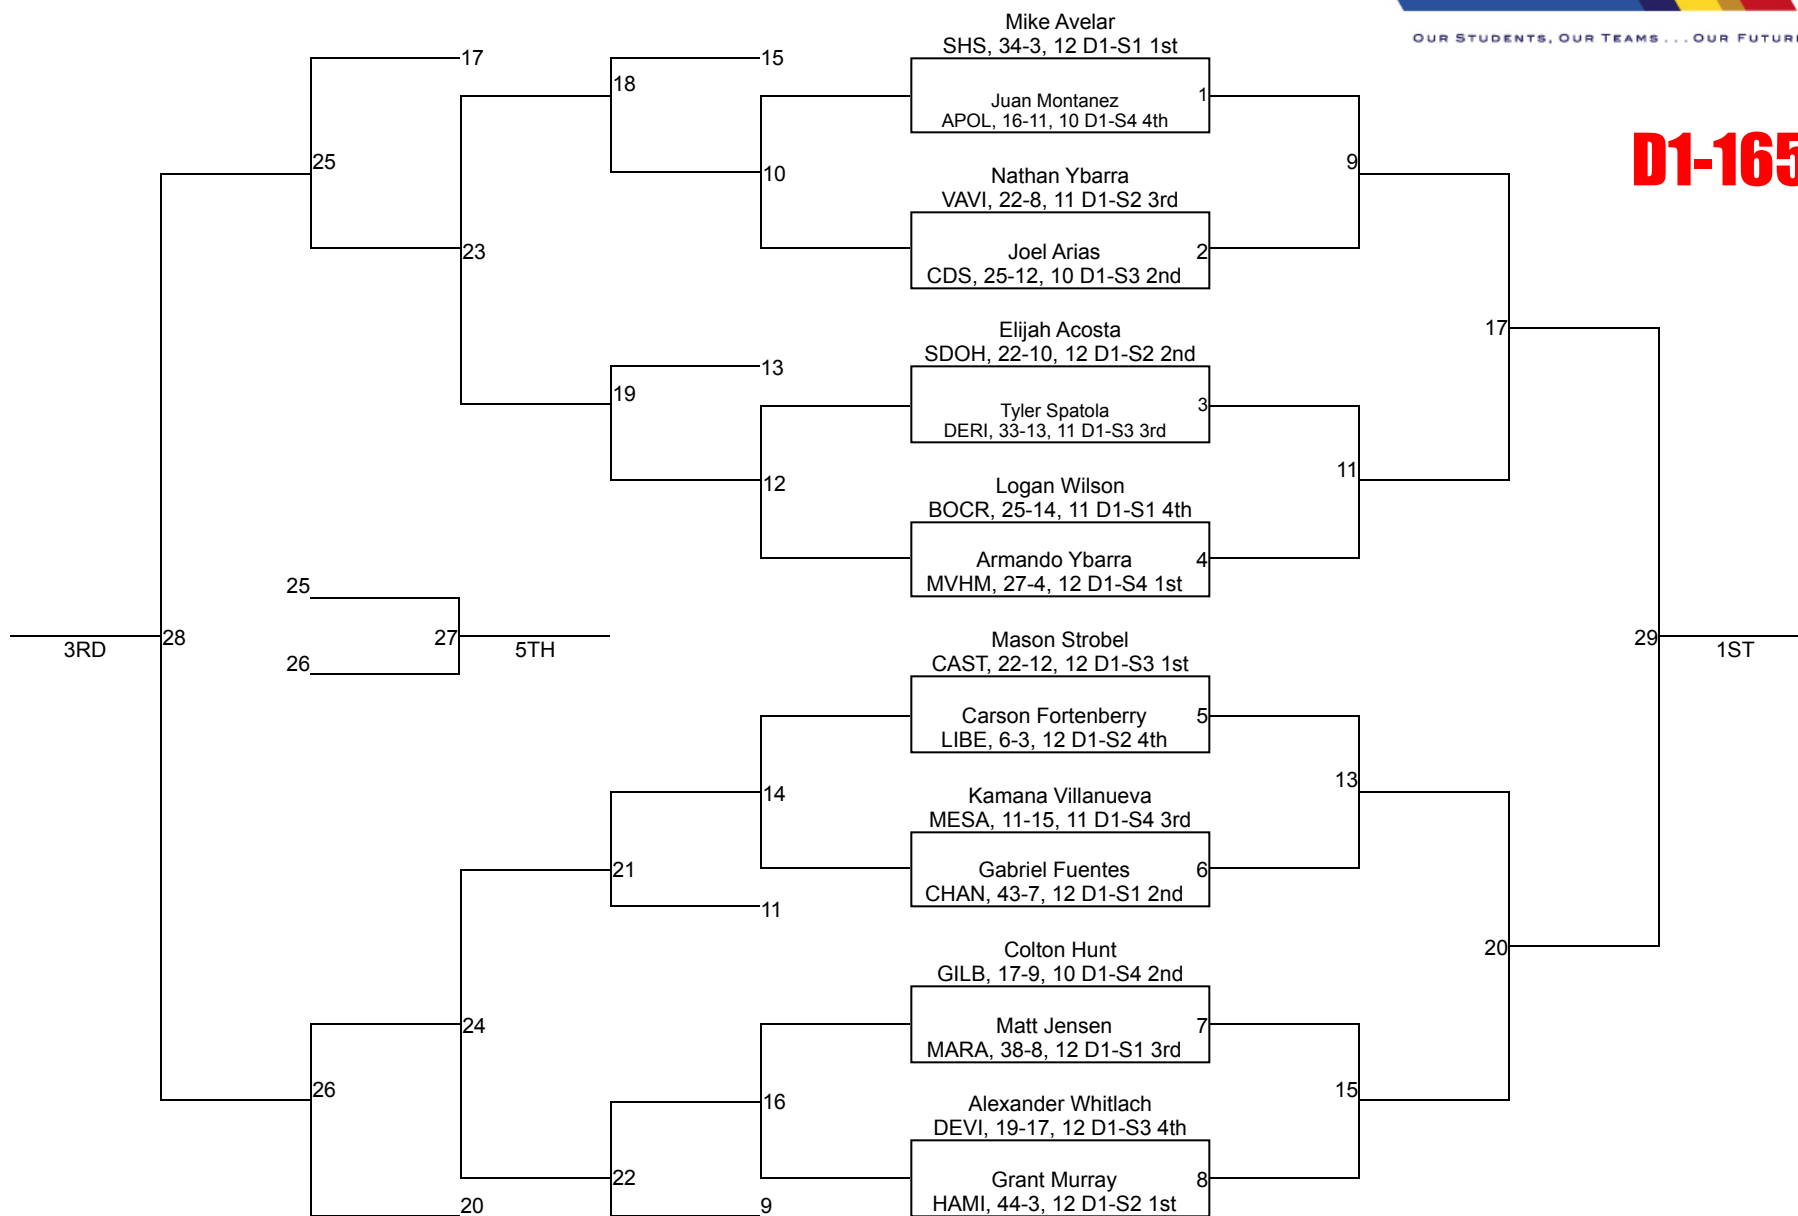 OUR STUDENTS, OUR TEAMS...OUR FUTURE
D1-165
Mike Avelar
SHS, 34-3, 12 D1-S1 1st
Juan Montanez
APOL, 16-11, 10 D1-S4 4th
1
Nathan Ybarra
VAVI, 22-8, 11 D1-S2 3rd
Joel Arias
CDS, 25-12, 10 D1-S3 2nd
2
Elijah Acosta
SDOH, 22-10, 12 D1-S2 2nd
Tyler Spatola
DERI, 33-13, 11 D1-S3 3rd
3
Logan Wilson
BOCR, 25-14, 11 D1-S1 4th
Armando Ybarra
MVHM, 27-4, 12 D1-S4 1st
4
Mason Strobel
CAST, 22-12, 12 D1-S3 1st
Carson Fortenberry
LIBE, 6-3, 12 D1-S2 4th
5
Kamana Villanueva
MESA, 11-15, 11 D1-S4 3rd
Gabriel Fuentes
CHAN, 43-7, 12 D1-S1 2nd
6
Colton Hunt
GILB, 17-9, 10 D1-S4 2nd
Matt Jensen
MARA, 38-8, 12 D1-S1 3rd
7
Alexander Whitlach
DEVI, 19-17, 12 D1-S3 4th
Grant Murray
HAMI, 44-3, 12 D1-S2 1st
8
9
11
13
15
17
20
29
1ST
15
10
13
12
14
11
16
9
18
19
21
22
17
23
24
20
25
26
28
3RD
25
26
27
5TH